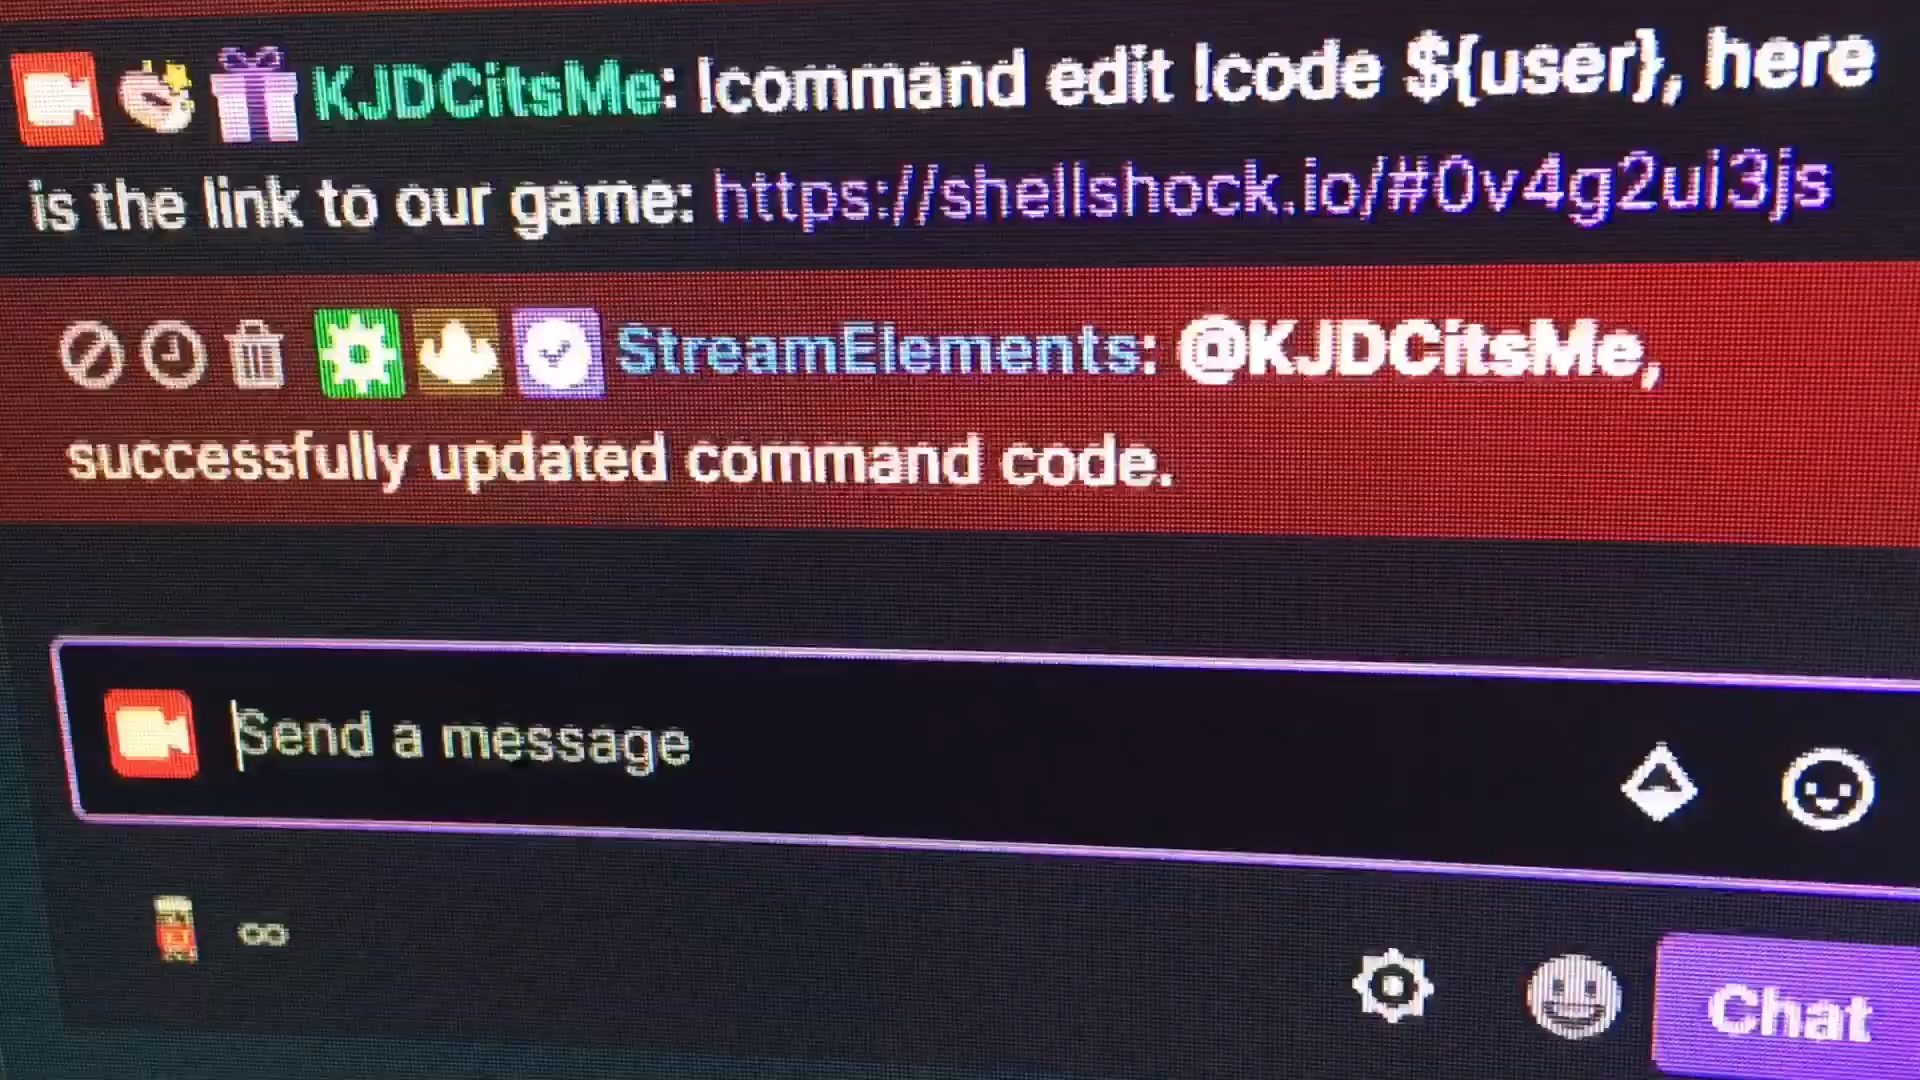 KJDCitsMe: !command edit !code ${user}, here
is the link to our game: https://shellshock.io/#0v4g2ui3js
StreamElements: @KJDCitsMe,
successfully updated command code.
Send a message
∞
Chat